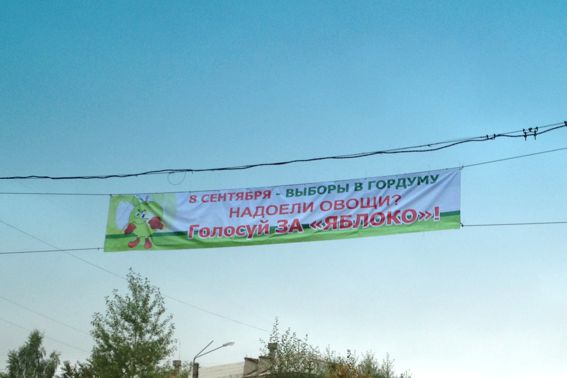 8 СЕНТЯБРЯ - ВЫБОРЫ В ГОРДУМУ
НАДОЕЛИ ОВОЩИ?
Голосуй ЗА «ЯБЛОКО»!